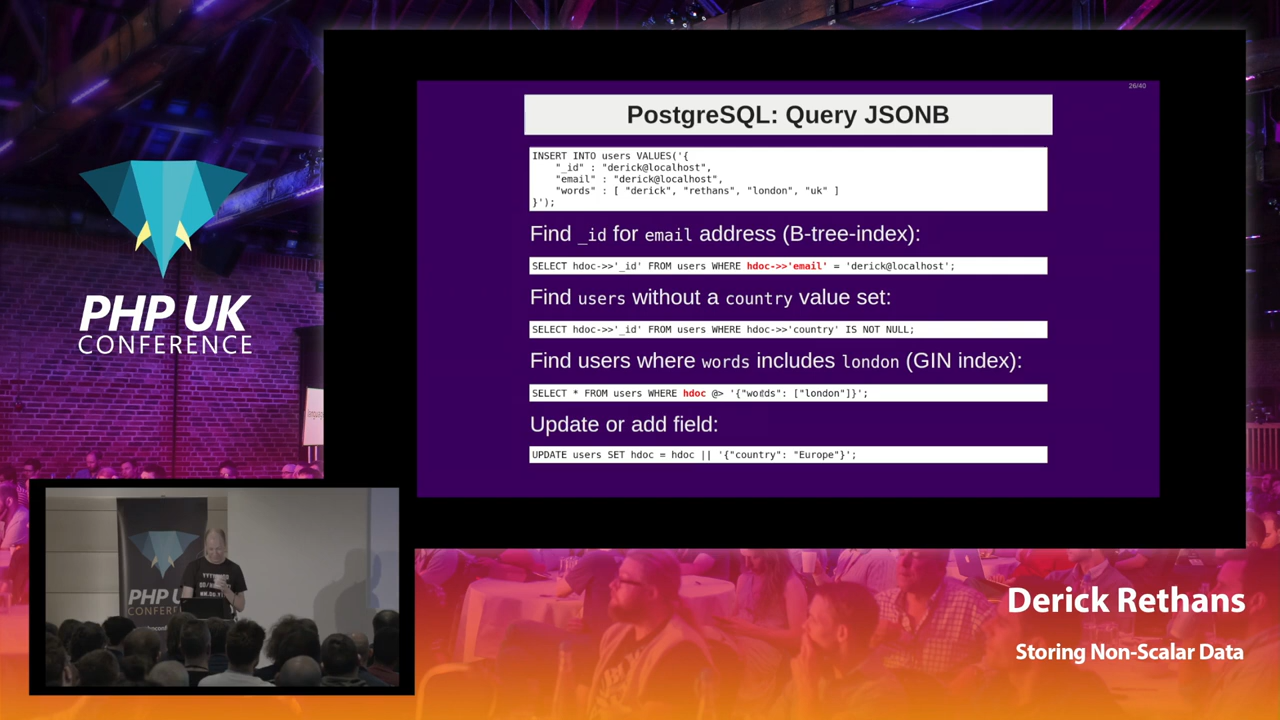 26/40
PostgreSQL: Query JSONB
INSERT INTO users VALUES('{
    "_id" : "derick@localhost",
    "email" : "derick@localhost",
    "words" : [ "derick", "rethans", "london", "uk" ]
}');
Find _id for email address (B-tree-index):
SELECT hdoc->>'_id' FROM users WHERE hdoc->>'email' = 'derick@localhost';
Find users without a country value set:
SELECT hdoc->>'_id' FROM users WHERE hdoc->>'country' IS NOT NULL;
Find users where words includes london (GIN index):
SELECT * FROM users WHERE hdoc @> '{"words": ["london"]}';
Update or add field:
UPDATE users SET hdoc = hdoc || '{"country": "Europe"}';
PHP UK
CONFERENCE
PHP U
CONFERE
Derick Rethans
Storing Non-Scalar Data